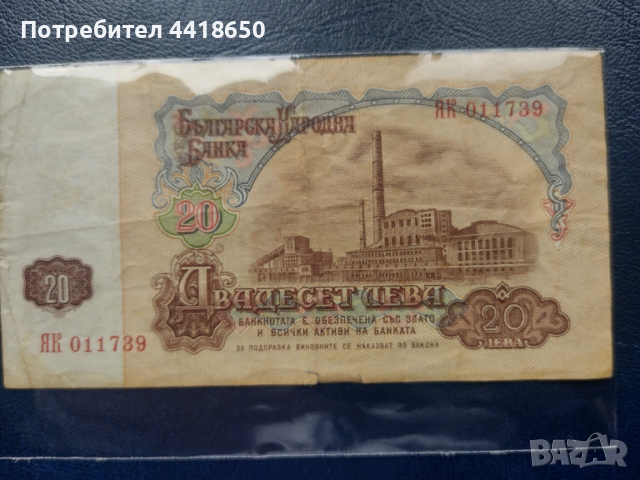 Потребител 4418650
ЯК 011739
Българска Народна
Банка
20
20
Двадесет лева
БАНКНОТАТА Е ОБЕЗПЕЧЕНА СЪС ЗЛАТО
И ВСИЧКИ АКТИВИ НА БАНКАТА
ЗА ПОДПРАВКА ВИНОВНИТЕ СЕ НАКАЗВАТ ПО ЗАКОНА
20
ЛЕВА
ЯК 011739
BAZAR